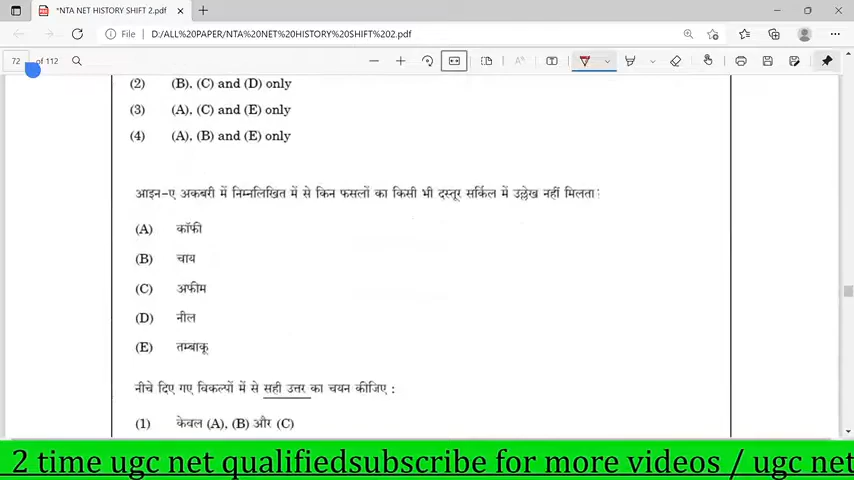 *NTA NET HISTORY SHIFT 2.pdf
File
D:/ALL%20PAPER/NTA%20NET%20HISTORY%20SHIFT%202.pdf
72 of 112
(2) (B), (C) and (D) only
(3) (A), (C) and (E) only
(4) (A), (B) and (E) only
आइन-ए अकबरी में निम्नलिखित में से किन फसलों का किसी भी दस्तूर सर्किल में उल्लेख नहीं मिलता :
(A) कॉफी
(B) चाय
(C) अफीम
(D) नील
(E) तम्बाकू
नीचे दिए गए विकल्पों में से सही उत्तर का चयन कीजिए :
(1) केवल (A), (B) और (C)
2 time ugc net qualifiedsubscribe for more videos / ugc net